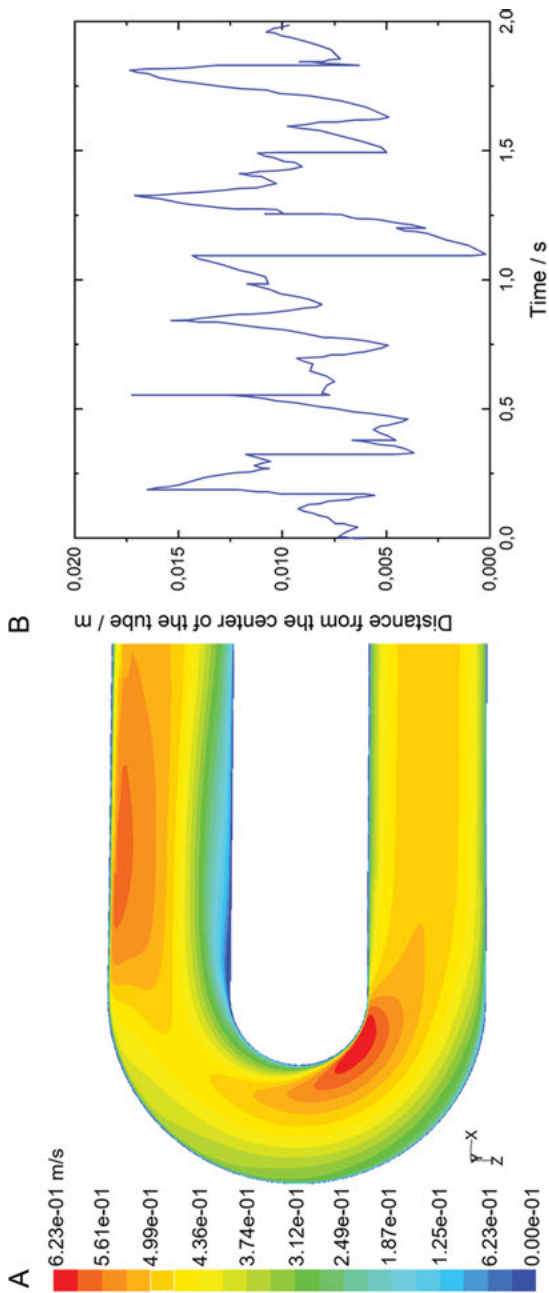 A
6.23e-01 m/s
5.61e-01
4.99e-01
4.36e-01
3.74e-01
3.12e-01
2.49e-01
1.87e-01
1.25e-01
6.23e-01
0.00e+01
X
Z
B
Distance from the center of the tube / m
0,020
0,015
0,010
0,005
0,000
0,0
0,5
1,0
1,5
2,0
Time / s